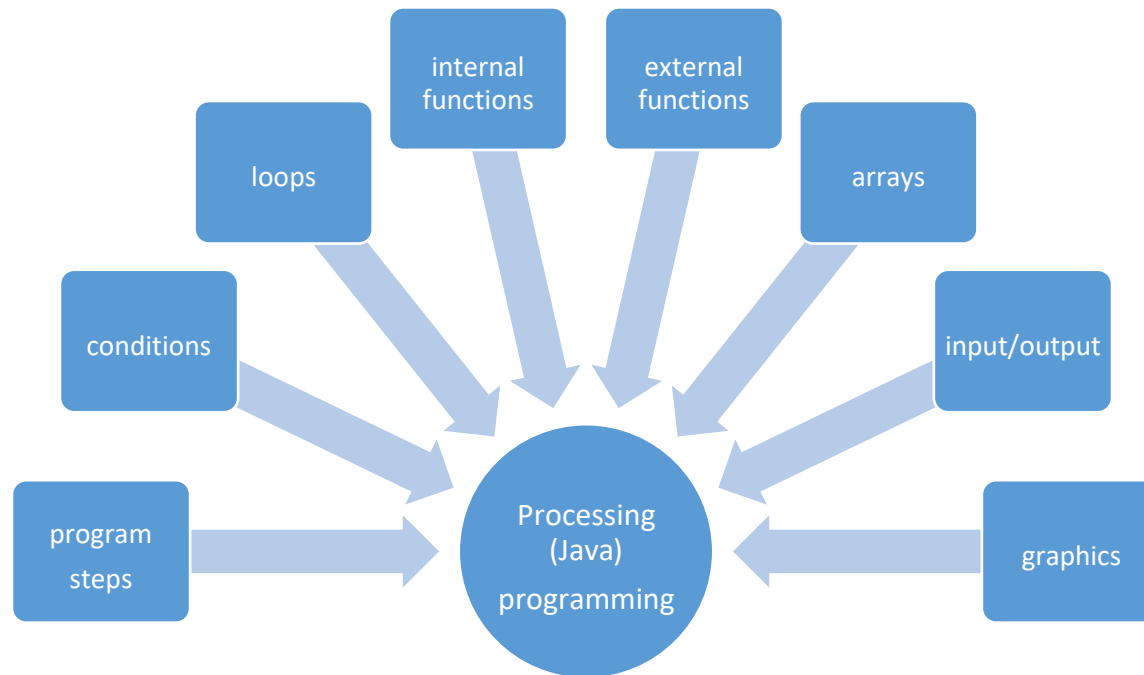 internal
functions
external
functions
loops
arrays
conditions
input/output
program
steps
Processing
(Java)
programming
graphics